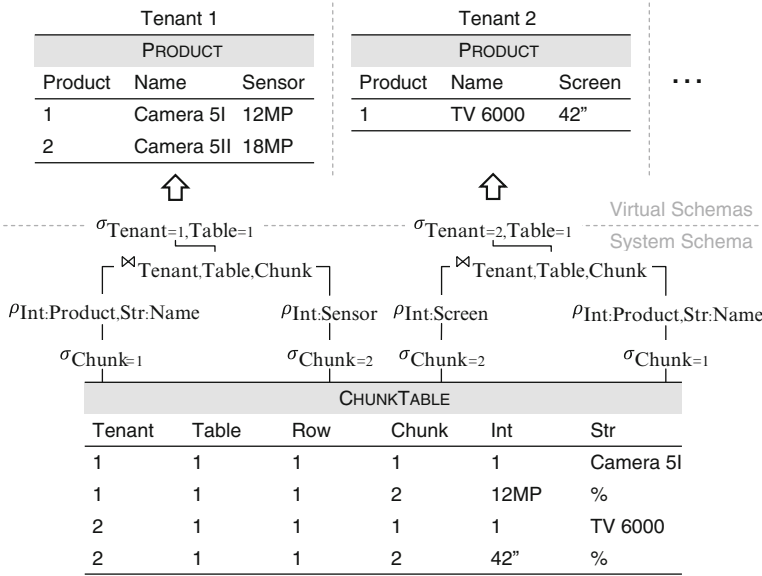 Tenant 1 Tenant 2
PRODUCT PRODUCT
Product Name Sensor Product Name Screen
1 Camera 5I 12MP 1 TV 6000 42”
2 Camera 5II 18MP
...
Virtual Schemas
σTenant=1,Table=1 σTenant=2,Table=1
System Schema
⋈Tenant,Table,Chunk ⋈Tenant,Table,Chunk
ρInt:Product,Str:Name ρInt:Sensor ρInt:Screen ρInt:Product,Str:Name
σChunk=1 σChunk=2 σChunk=2 σChunk=1
CHUNKTABLE
Tenant Table Row Chunk Int Str
1 1 1 1 1 Camera 5I
1 1 1 2 12MP %
2 1 1 1 1 TV 6000
2 1 1 2 42” %